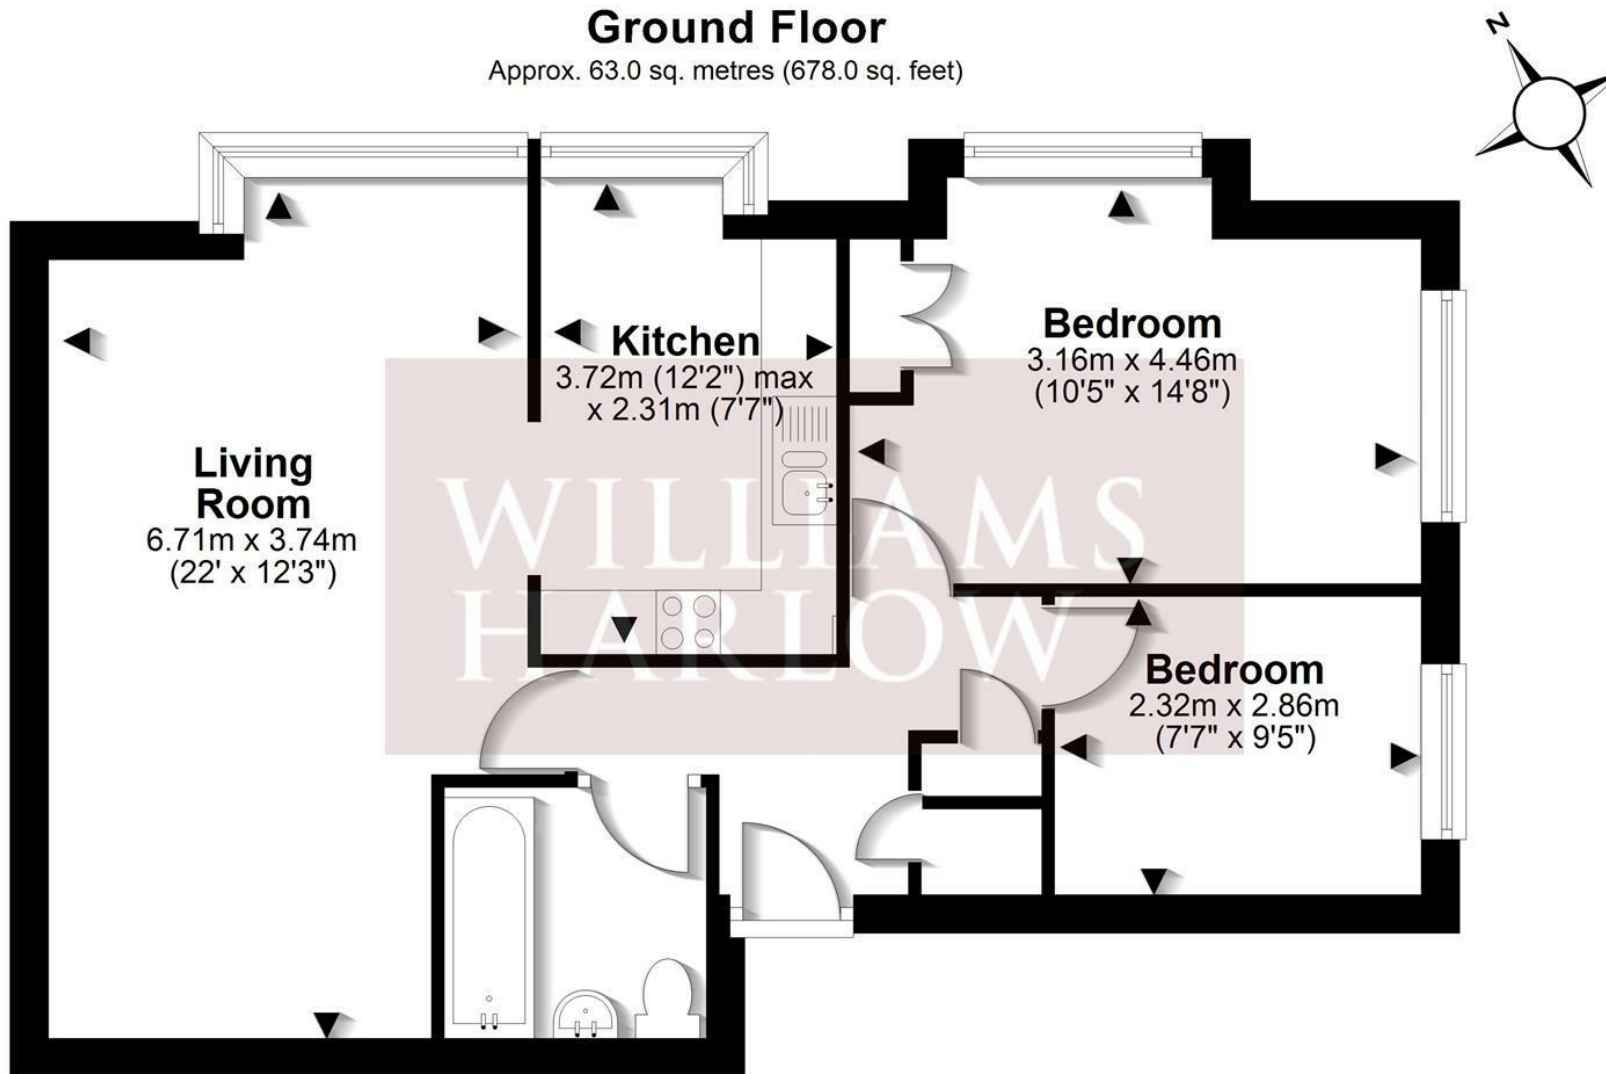 Ground Floor
Approx. 63.0 sq. metres (678.0 sq. feet)
N
Kitchen
3.72m (12'2") max
x 2.31m (7'7")
Bedroom
3.16m x 4.46m
(10'5" x 14'8")
Living
Room
6.71m x 3.74m
(22' x 12'3")
WILLIAMS
HARLOW
Bedroom
2.32m x 2.86m
(7'7" x 9'5")